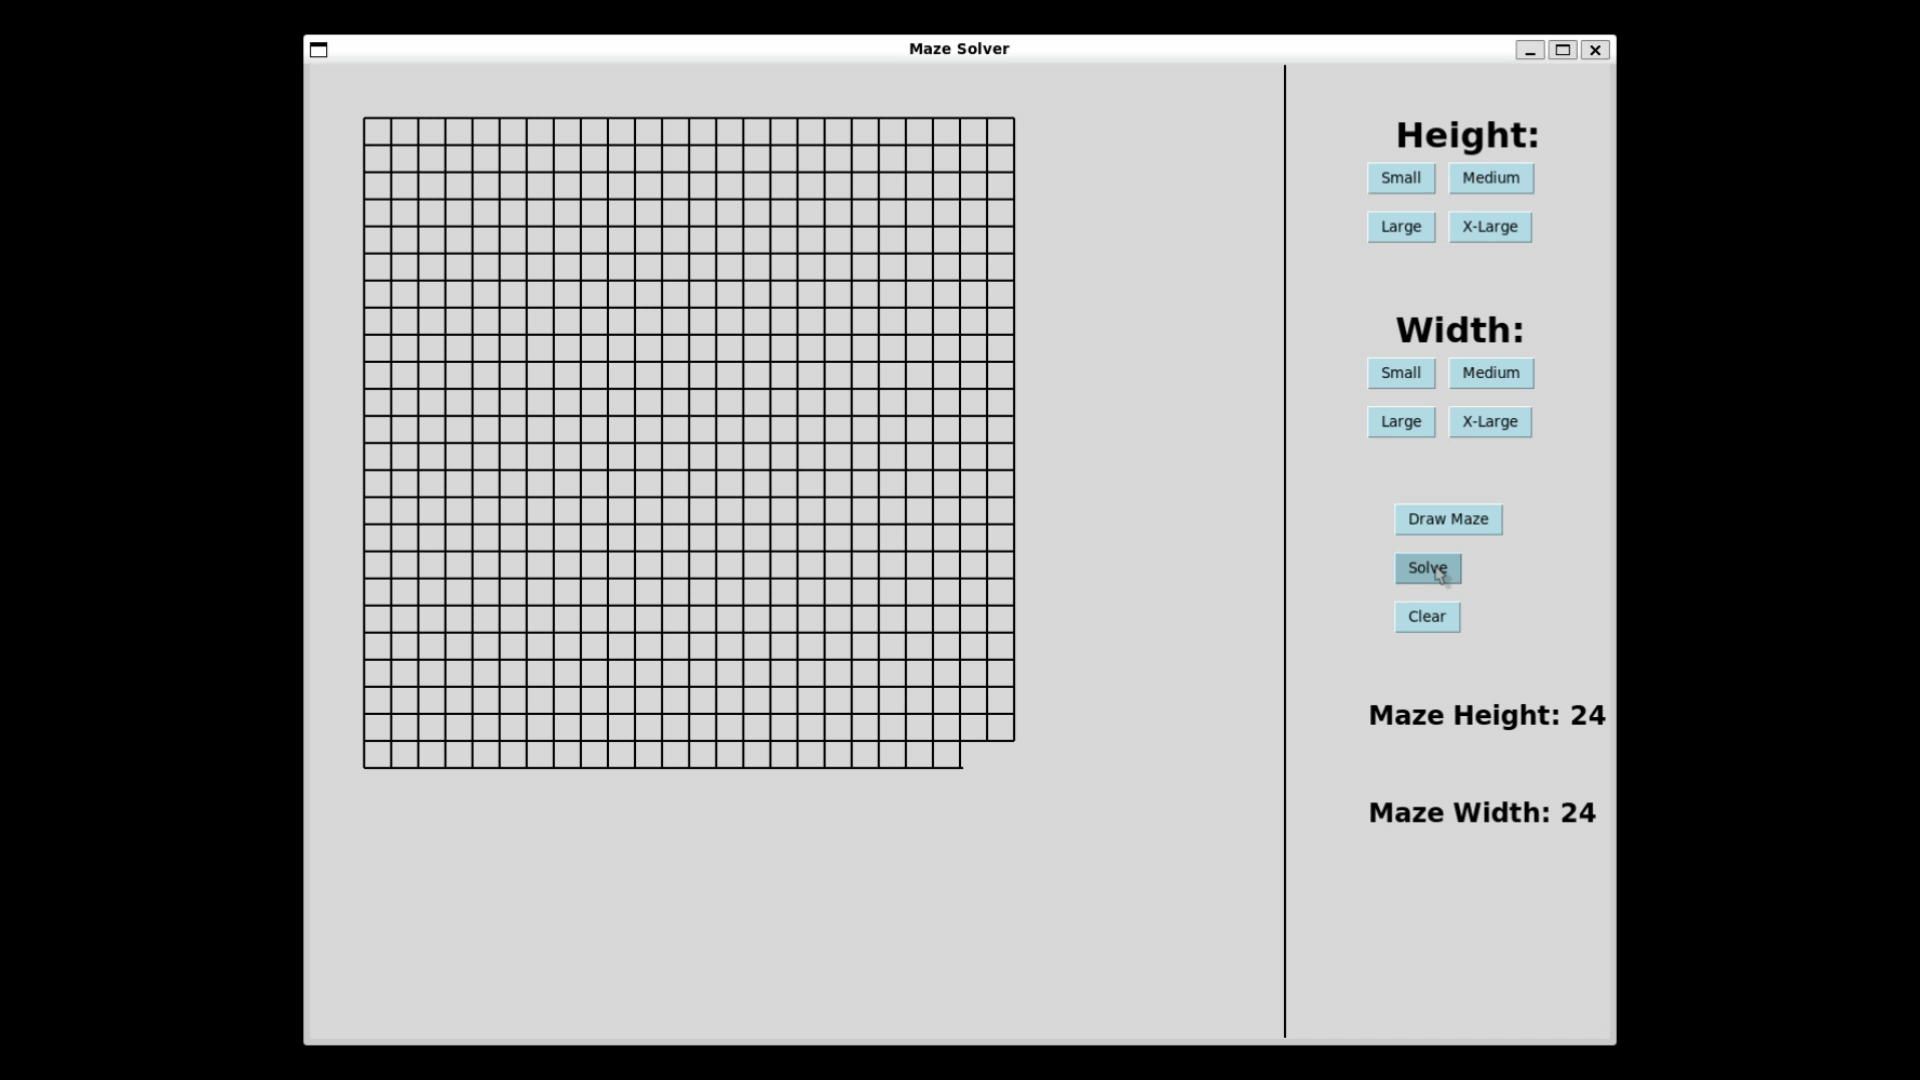 Maze Solver
Height:
Small Medium
Large X-Large
Width:
Small Medium
Large X-Large
Draw Maze
Solve
Clear
Maze Height: 24
Maze Width: 24